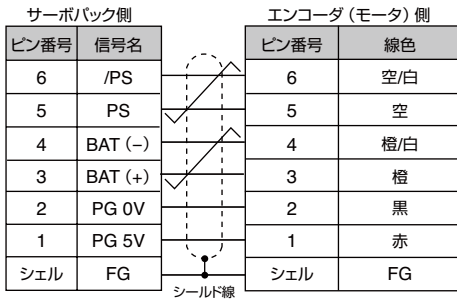 サーボパック側 エンコーダ（モータ）側
ピン番号 信号名 ピン番号 線色
6 /PS 6 空/白
5 PS 5 空
4 BAT（-） 4 橙/白
3 BAT（+） 3 橙
2 PG 0V 2 黒
1 PG 5V 1 赤
シェル FG シェル FG
シールド線